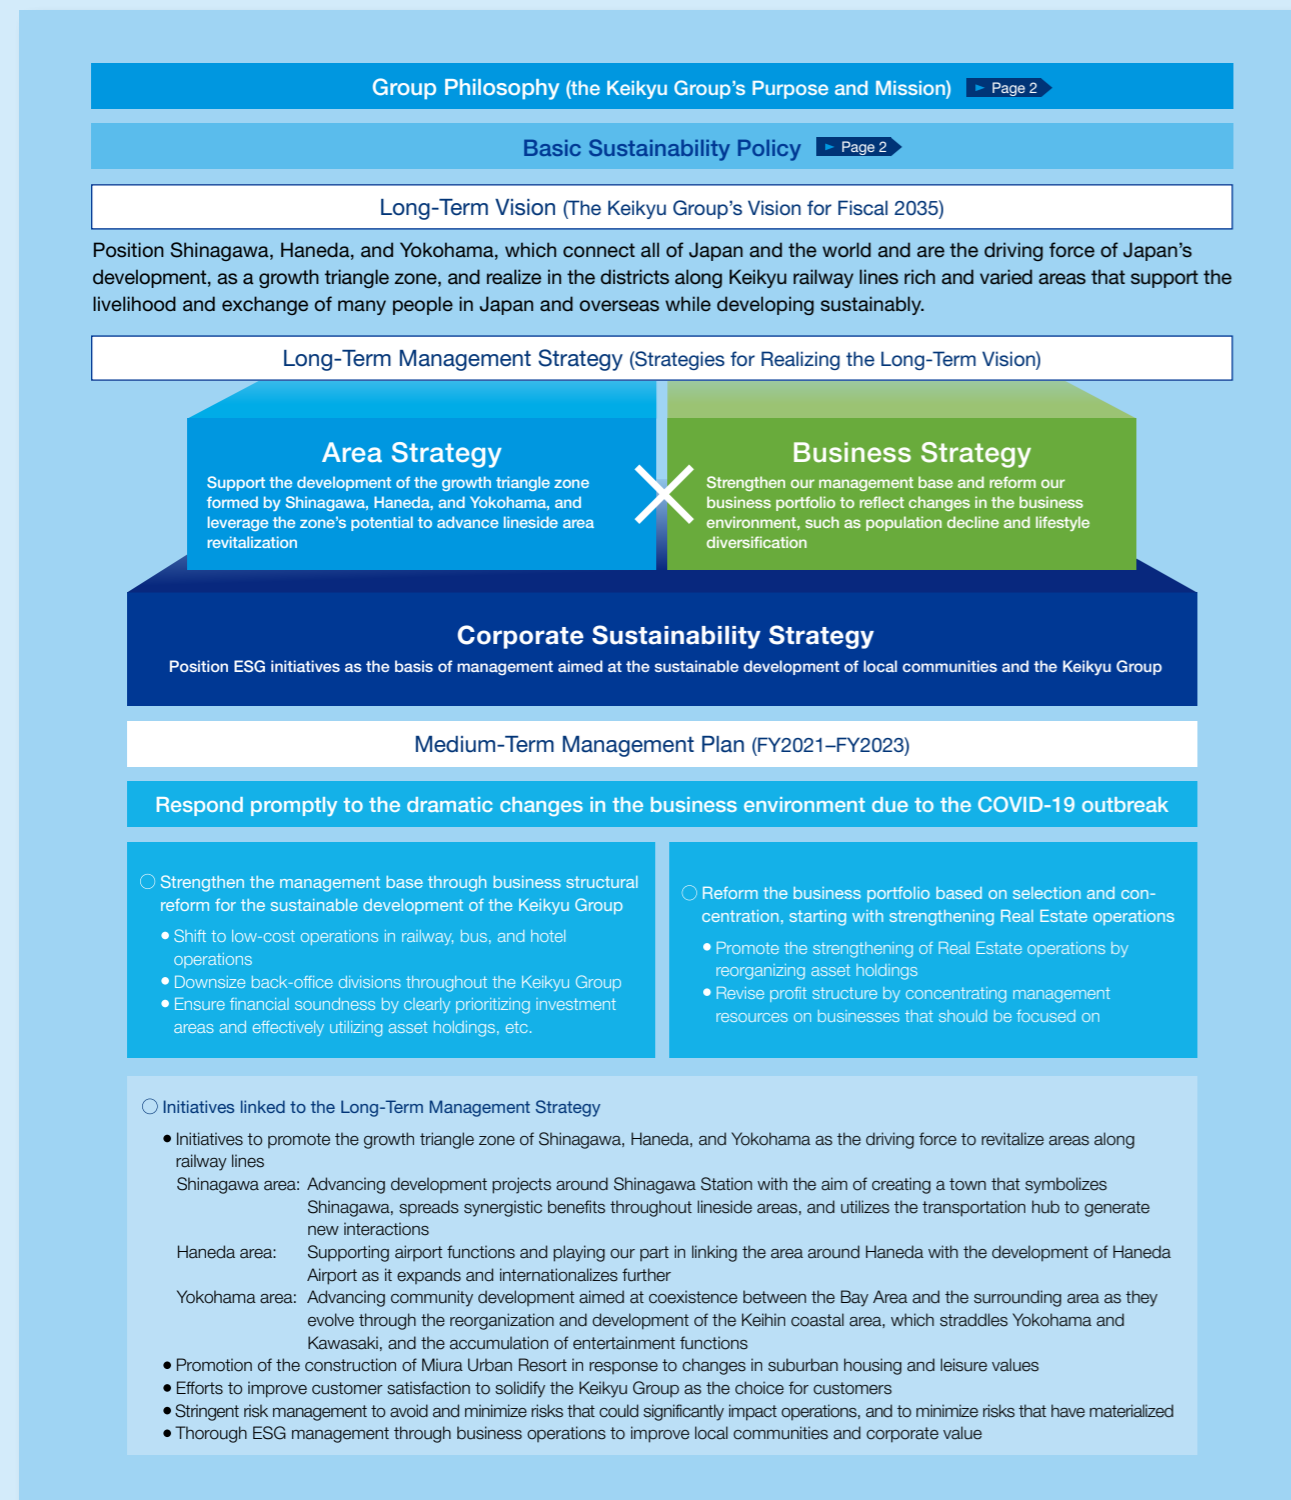 Group Philosophy (the Keikyu Group's Purpose and Mission) ► Page 2
Basic Sustainability Policy ► Page 2
Long-Term Vision (The Keikyu Group's Vision for Fiscal 2035)
Position Shinagawa, Haneda, and Yokohama, which connect all of Japan and the world and are the driving force of Japan's
development, as a growth triangle zone, and realize in the districts along Keikyu railway lines rich and varied areas that support the
livelihood and exchange of many people in Japan and overseas while developing sustainably.
Long-Term Management Strategy (Strategies for Realizing the Long-Term Vision)
Area Strategy
Support the development of the growth triangle zone
formed by Shinagawa, Haneda, and Yokohama, and
leverage the zone's potential to advance lineside area
revitalization
Business Strategy
Strengthen our management base and reform our
business portfolio to reflect changes in the business
environment, such as population decline and lifestyle
diversification
Corporate Sustainability Strategy
Position ESG initiatives as the basis of management aimed at the sustainable development of local communities and the Keikyu Group
Medium-Term Management Plan (FY2021–FY2023)
Respond promptly to the dramatic changes in the business environment due to the COVID-19 outbreak
○ Strengthen the management base through business structural
reform for the sustainable development of the Keikyu Group
● Shift to low-cost operations in railway, bus, and hotel
operations
● Downsize back-office divisions throughout the Keikyu Group
● Ensure financial soundness by clearly prioritizing investment
areas and effectively utilizing asset holdings, etc.
○ Reform the business portfolio based on selection and con-
centration, starting with strengthening Real Estate operations
● Promote the strengthening of Real Estate operations by
reorganizing asset holdings
● Revise profit structure by concentrating management
resources on businesses that should be focused on
○ Initiatives linked to the Long-Term Management Strategy
● Initiatives to promote the growth triangle zone of Shinagawa, Haneda, and Yokohama as the driving force to revitalize areas along
railway lines
Shinagawa area: Advancing development projects around Shinagawa Station with the aim of creating a town that symbolizes
Shinagawa, spreads synergistic benefits throughout lineside areas, and utilizes the transportation hub to generate
new interactions
Haneda area: Supporting airport functions and playing our part in linking the area around Haneda with the development of Haneda
Airport as it expands and internationalizes further
Yokohama area: Advancing community development aimed at coexistence between the Bay Area and the surrounding area as they
evolve through the reorganization and development of the Keihin coastal area, which straddles Yokohama and
Kawasaki, and the accumulation of entertainment functions
● Promotion of the construction of Miura Urban Resort in response to changes in suburban housing and leisure values
● Efforts to improve customer satisfaction to solidify the Keikyu Group as the choice for customers
● Stringent risk management to avoid and minimize risks that could significantly impact operations, and to minimize risks that have materialized
● Thorough ESG management through business operations to improve local communities and corporate value